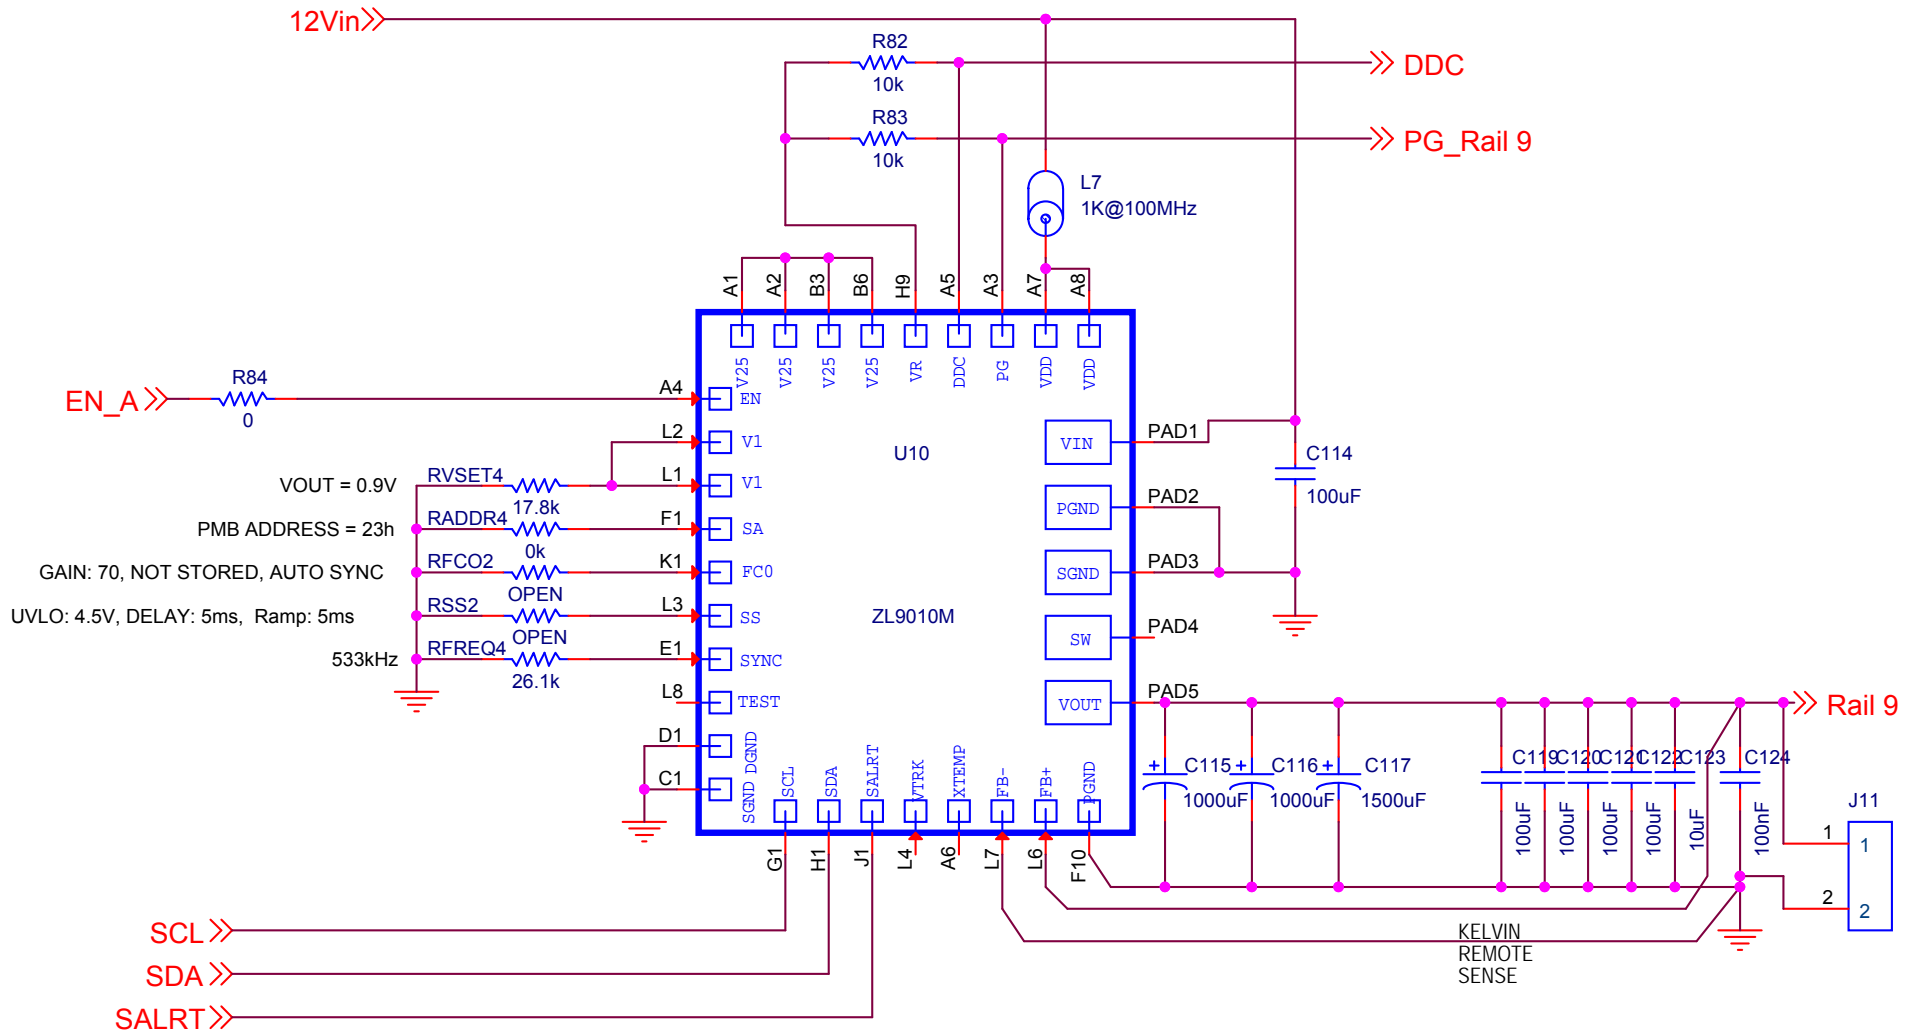 12Vin
R82
10k
DDC
R83
10k
PG_Rail 9
L7
1K@100MHz
A1
A2
B3
B6
H9
A5
A3
A7
A8
V25
V25
V25
V25
VR
DDC
PG
VDD
VDD
EN_A
R84
0
A4
EN
L2
V1
VOUT = 0.9V
RVSET4
17.8k
L1
V1
PMB ADDRESS = 23h
RADDR4
0k
F1
SA
GAIN: 70, NOT STORED, AUTO SYNC
RFCO2
OPEN
K1
FC0
UVLO: 4.5V, DELAY: 5ms, Ramp: 5ms
RSS2
OPEN
L3
SS
533kHz
RFREQ4
26.1k
E1
SYNC
L8
TEST
D1
DGND
C1
SGND
U10
ZL9010M
VIN
PAD1
C114
100uF
PGND
PAD2
SGND
PAD3
SW
PAD4
VOUT
PAD5
Rail 9
SCL
SDA
SALRT
VTRK
XTEMP
FB-
FB+
PGND
G1
H1
J1
L4
A6
L7
L6
F10
+
C115
1000uF
+
C116
1000uF
+
C117
1500uF
C119
100uF
C120
100uF
C121
100uF
C122
100uF
C123
10uF
C124
100nF
J11
1
1
2
2
KELVIN
REMOTE
SENSE
SCL
SDA
SALRT